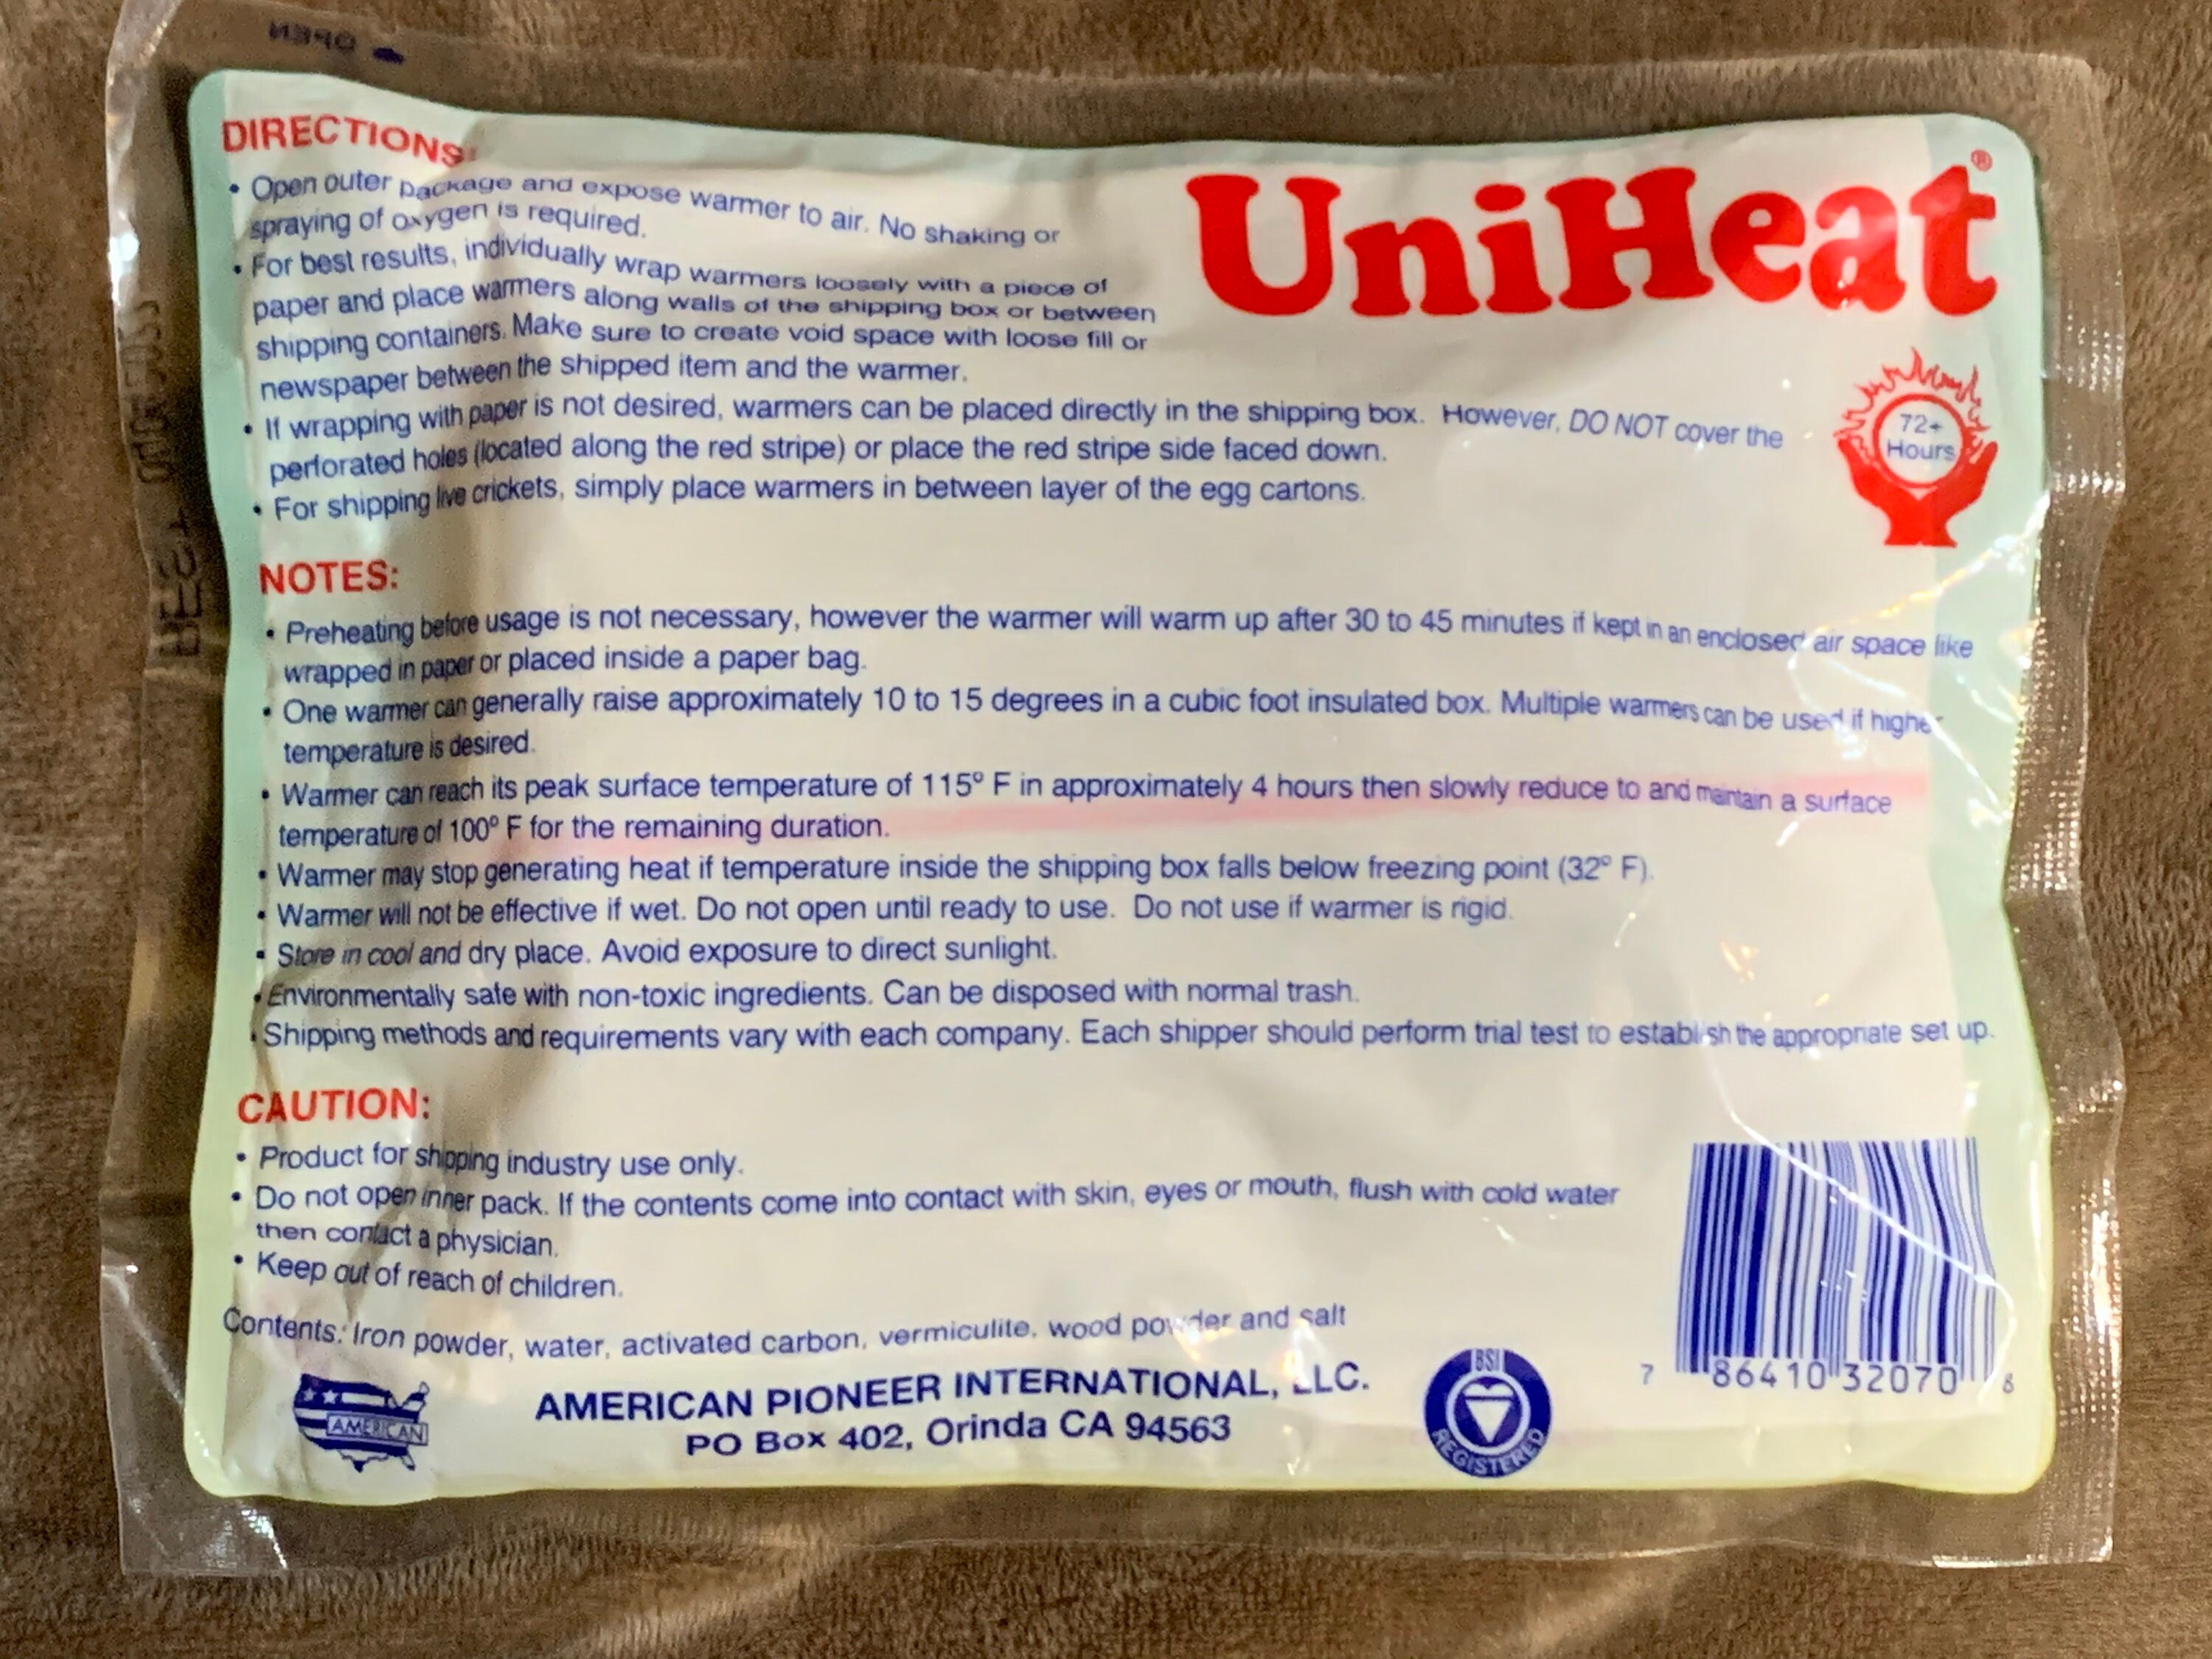 OPEN
DIRECTIONS:
• Open outer package and expose warmer to air. No shaking or
spraying of oxygen is required.
• For best results, individually wrap warmers loosely with a piece of
paper and place warmers along walls of the shipping box or between
shipping containers. Make sure to create void space with loose fill or
newspaper between the shipped item and the warmer.
• If wrapping with paper is not desired, warmers can be placed directly in the shipping box. However, DO NOT cover the
perforated holes (located along the red stripe) or place the red stripe side faced down.
• For shipping live crickets, simply place warmers in between layer of the egg cartons.
UniHeat®
72+
Hours
NOTES:
• Preheating before usage is not necessary, however the warmer will warm up after 30 to 45 minutes if kept in an enclosed air space like
wrapped in paper or placed inside a paper bag.
• One warmer can generally raise approximately 10 to 15 degrees in a cubic foot insulated box. Multiple warmers can be used if higher
temperature is desired.
• Warmer can reach its peak surface temperature of 115º F in approximately 4 hours then slowly reduce to and maintain a surface
temperature of 100º F for the remaining duration.
• Warmer may stop generating heat if temperature inside the shipping box falls below freezing point (32º F).
• Warmer will not be effective if wet. Do not open until ready to use. Do not use if warmer is rigid.
• Store in cool and dry place. Avoid exposure to direct sunlight.
• Environmentally safe with non-toxic ingredients. Can be disposed with normal trash.
• Shipping methods and requirements vary with each company. Each shipper should perform trial test to establish the appropriate set up.
CAUTION:
• Product for shipping industry use only.
• Do not open inner pack. If the contents come into contact with skin, eyes or mouth, flush with cold water
then contact a physician.
• Keep out of reach of children.
Contents: Iron powder, water, activated carbon, vermiculite, wood powder and salt
AMERICAN
AMERICAN PIONEER INTERNATIONAL, LLC.
PO Box 402, Orinda CA 94563
BSI
REGISTERED
7 86410 32070 8